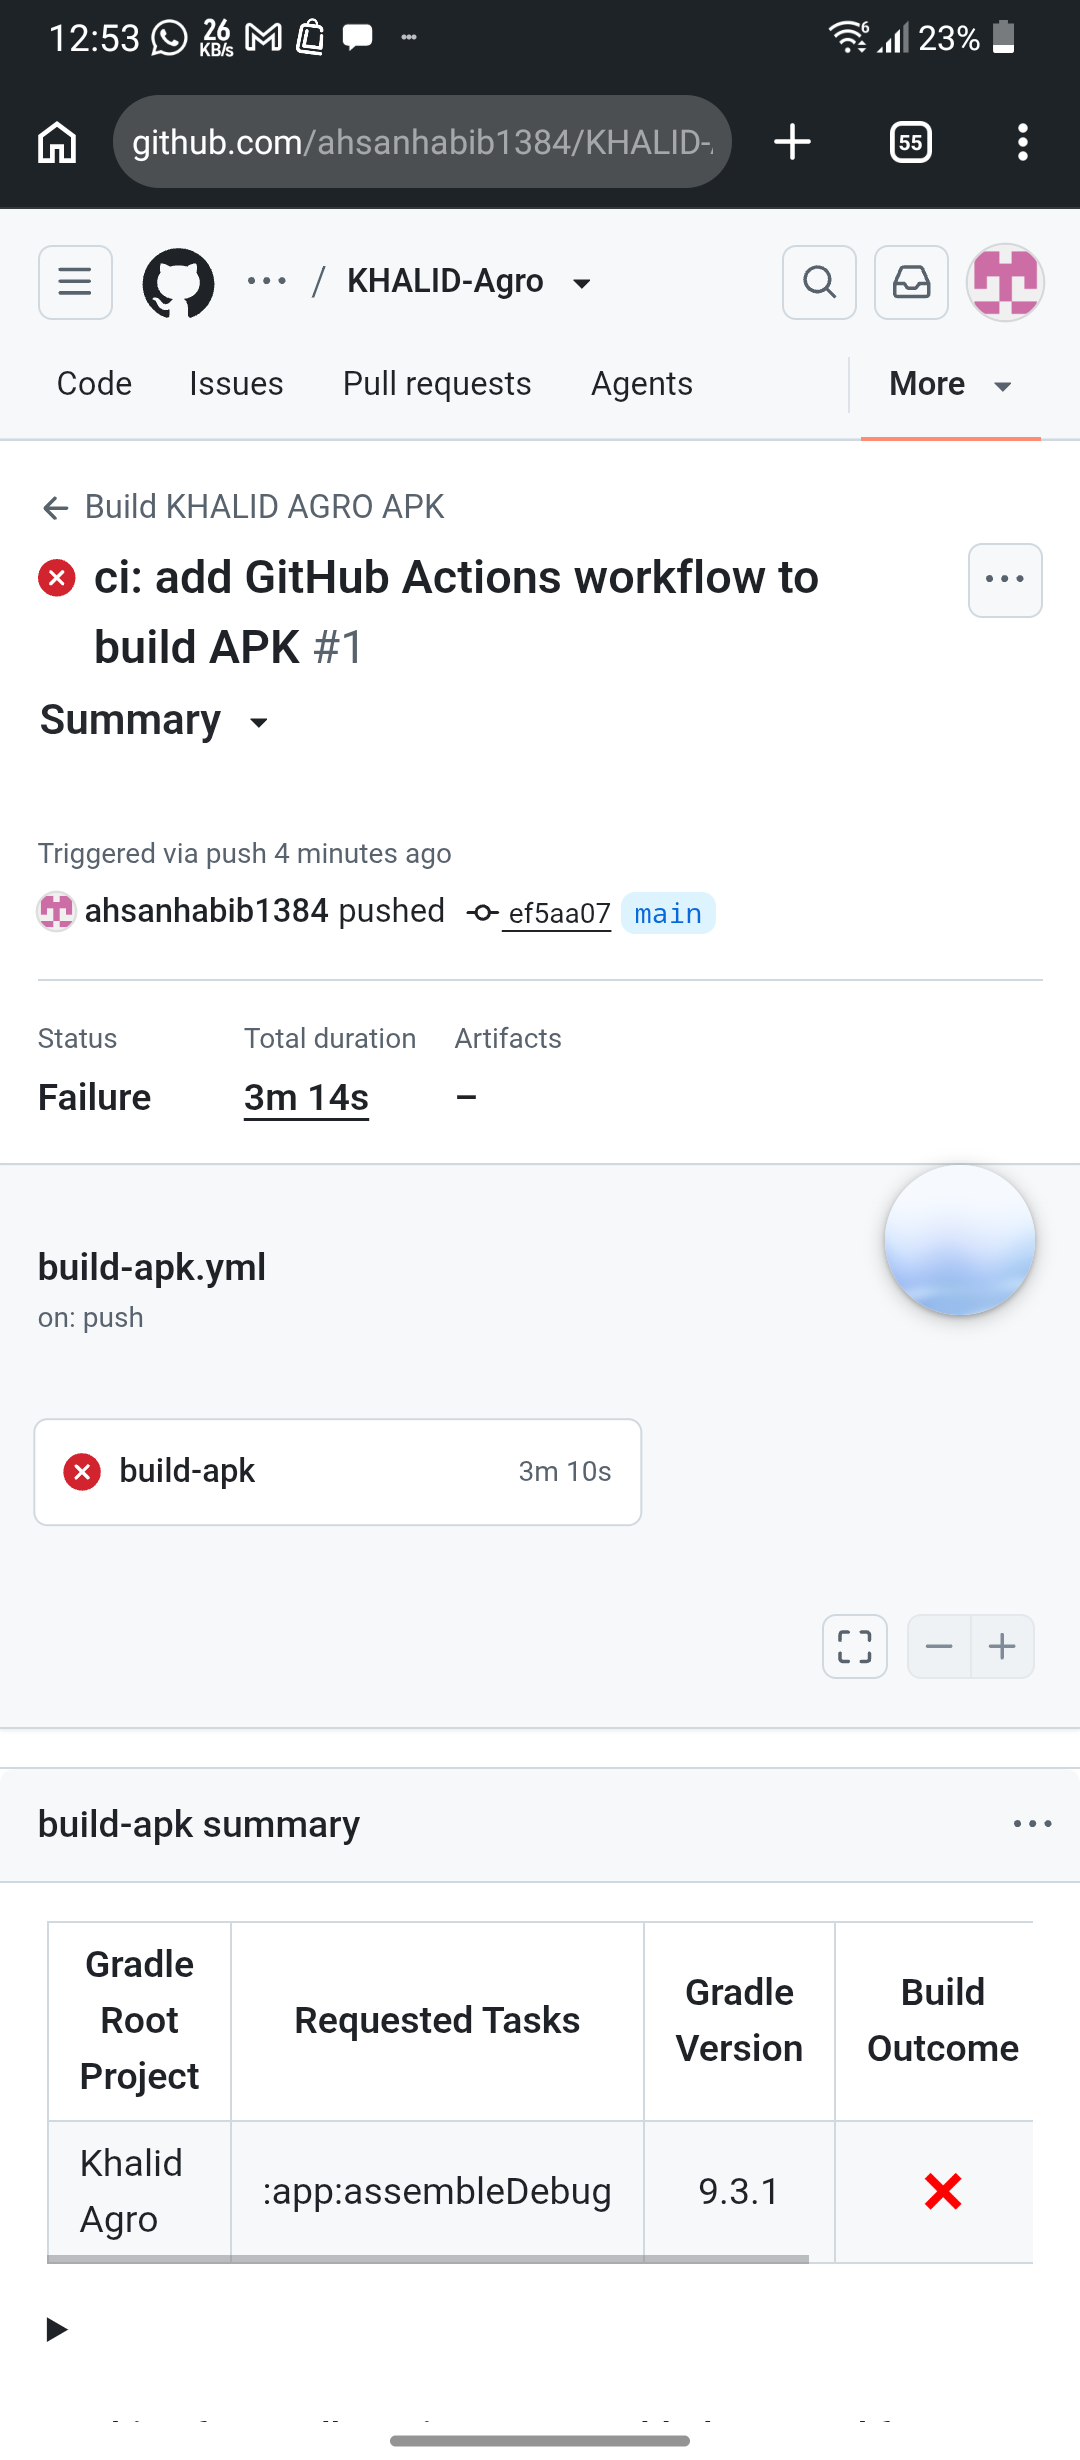 12:53 26 KB/s 6 23%
github.com/ahsanhabib1384/KHALID- 55
/ KHALID-Agro
Code Issues Pull requests Agents More
Build KHALID AGRO APK
ci: add GitHub Actions workflow to
build APK #1
Summary
Triggered via push 4 minutes ago
ahsanhabib1384 pushed ef5aa07 main
Status Total duration Artifacts
Failure 3m 14s –
build-apk.yml
on: push
build-apk 3m 10s
build-apk summary
Gradle Root Project Requested Tasks Gradle Version Build Outcome
Khalid Agro :app:assembleDebug 9.3.1